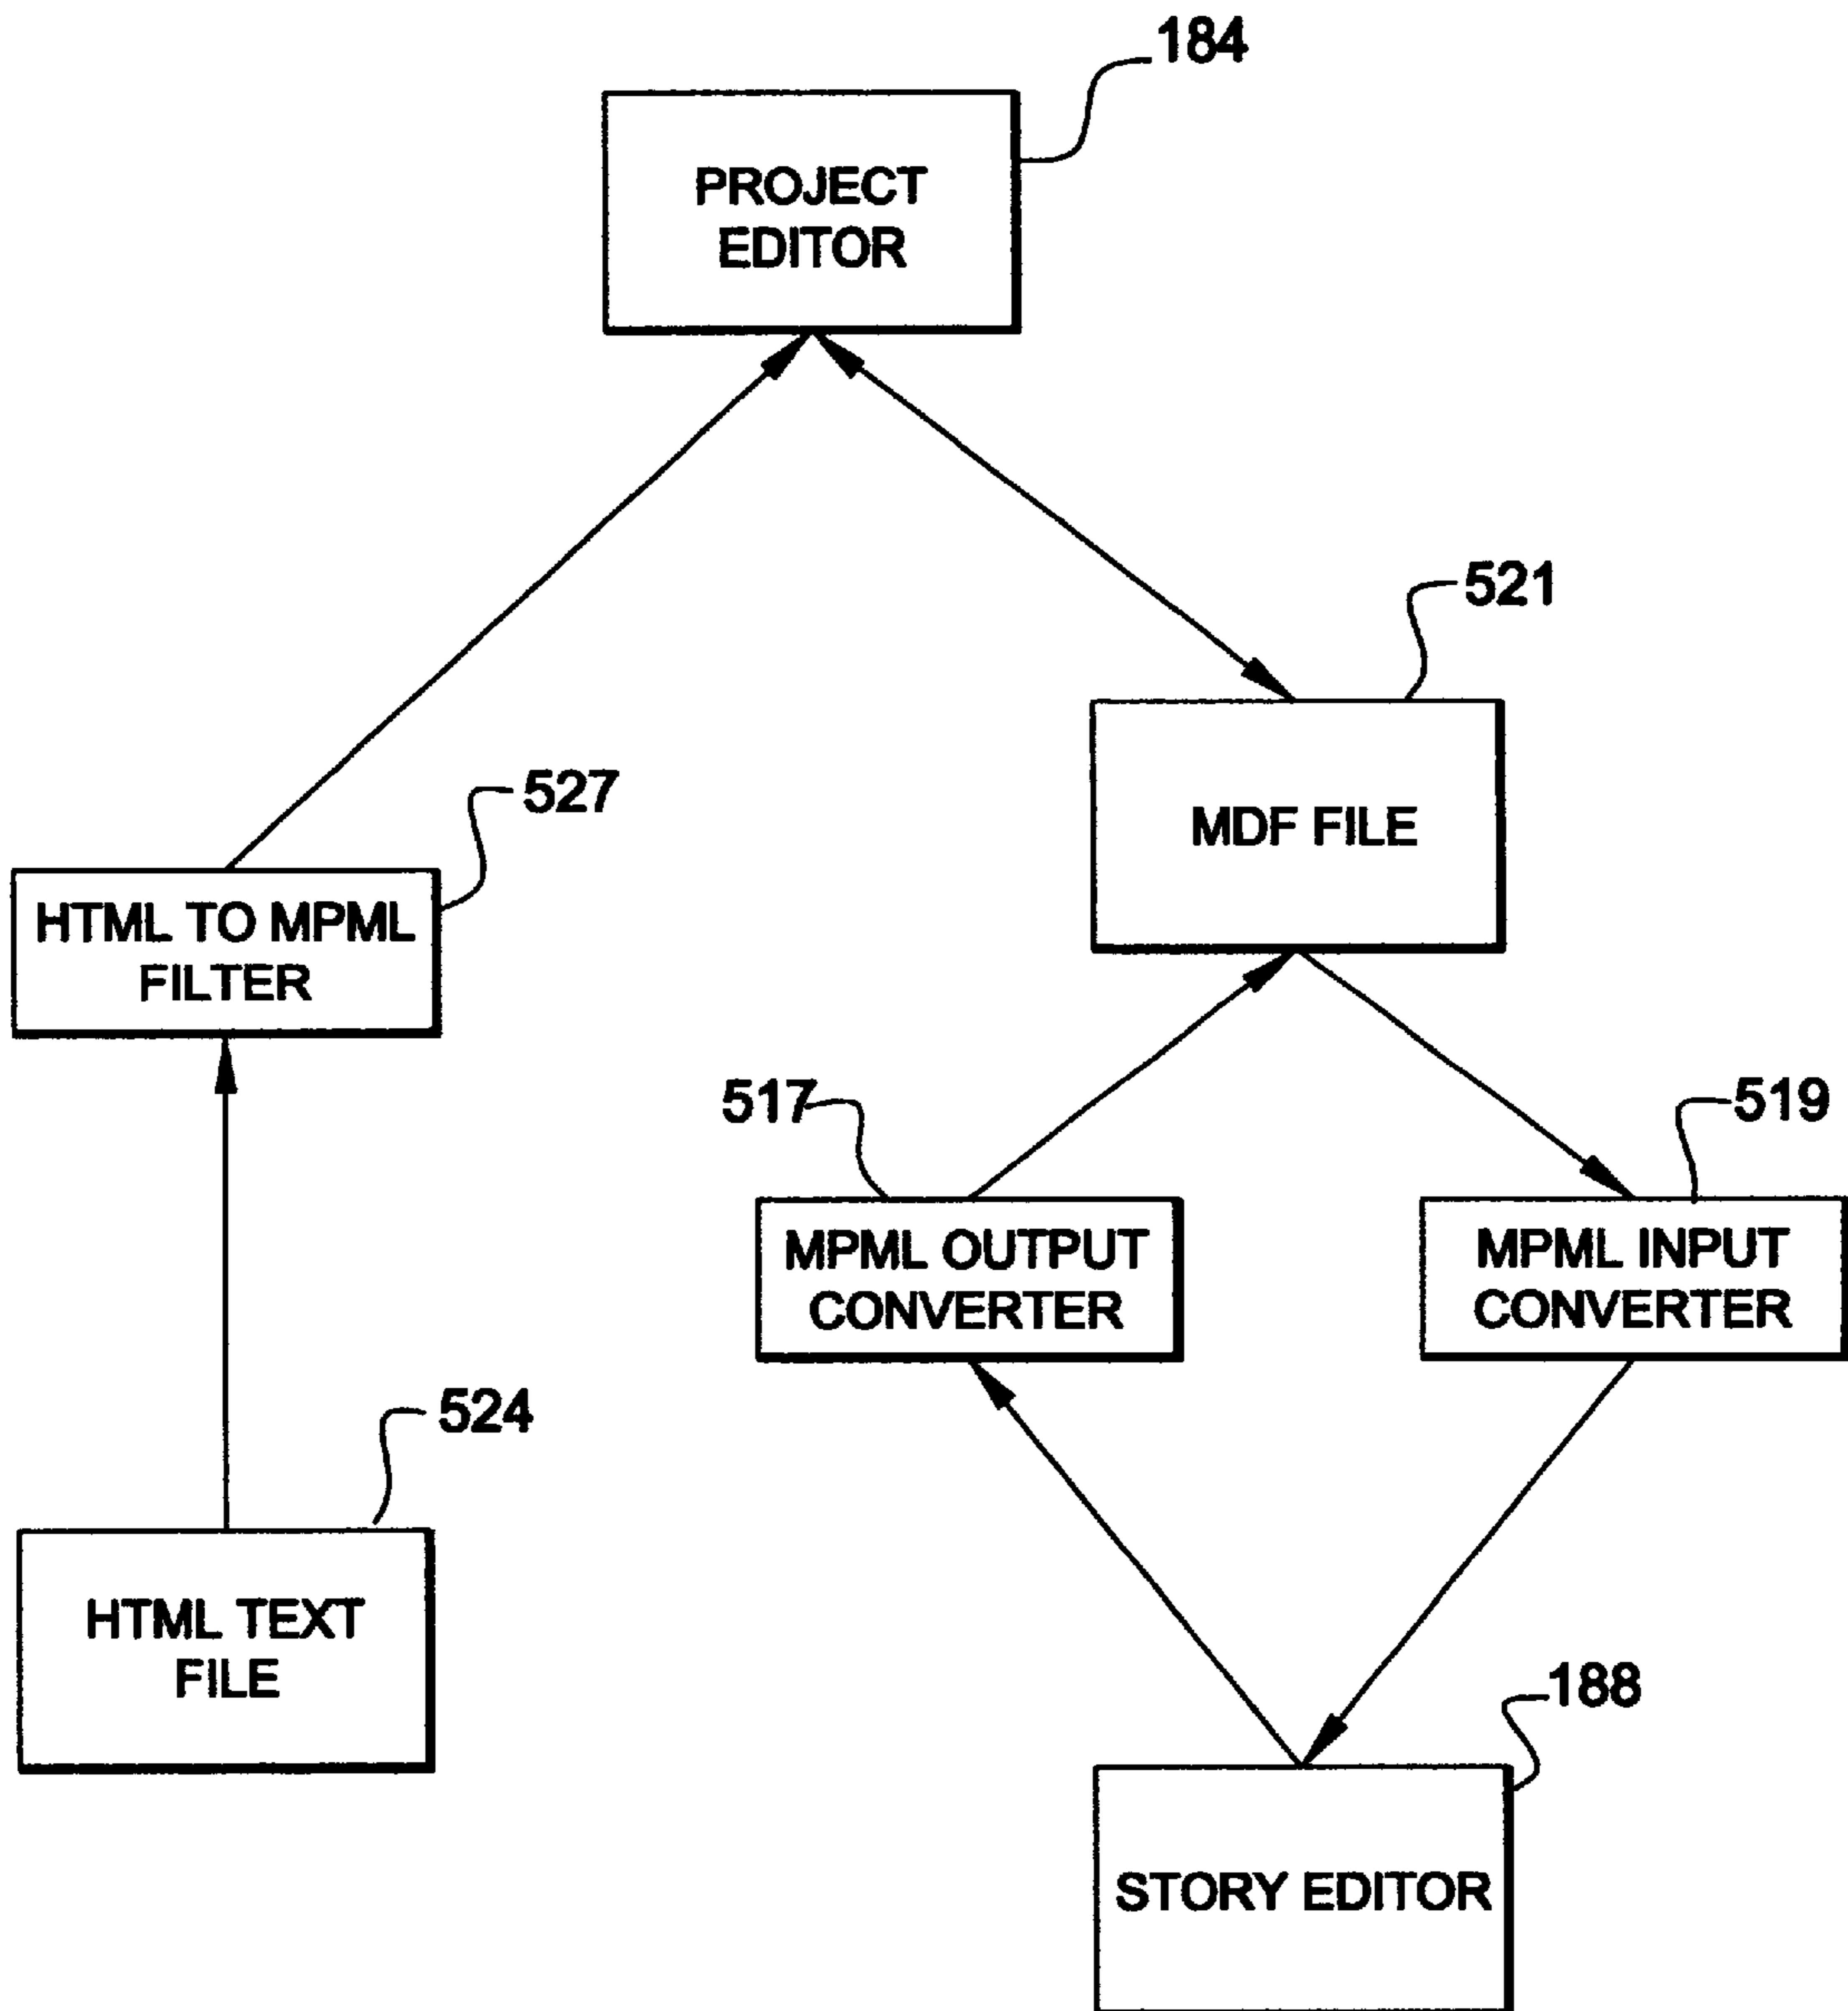 184
PROJECT
EDITOR
521
MDF FILE
527
HTML TO MPML
FILTER
517
519
MPML OUTPUT
CONVERTER
MPML INPUT
CONVERTER
524
HTML TEXT
FILE
188
STORY EDITOR